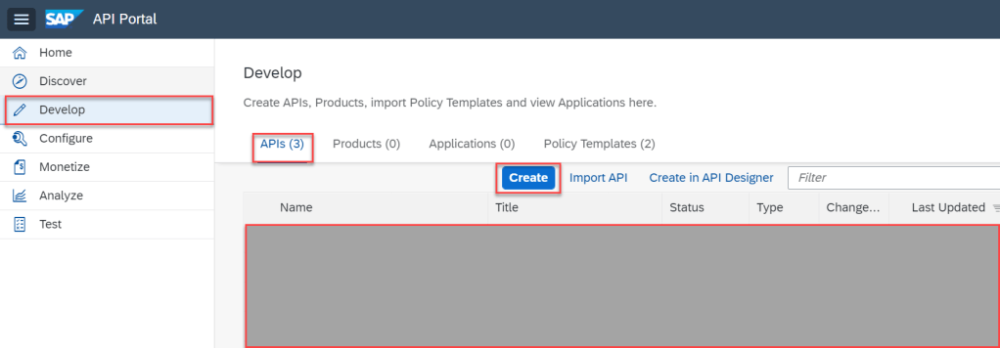 SAP API Portal
Home
Discover
Develop
Configure
Monetize
Analyze
Test
Develop
Create APIs, Products, import Policy Templates and view Applications here.
APIs (3) Products (0) Applications (0) Policy Templates (2)
Create Import API Create in API Designer Filter
Name Title Status Type Change... Last Updated